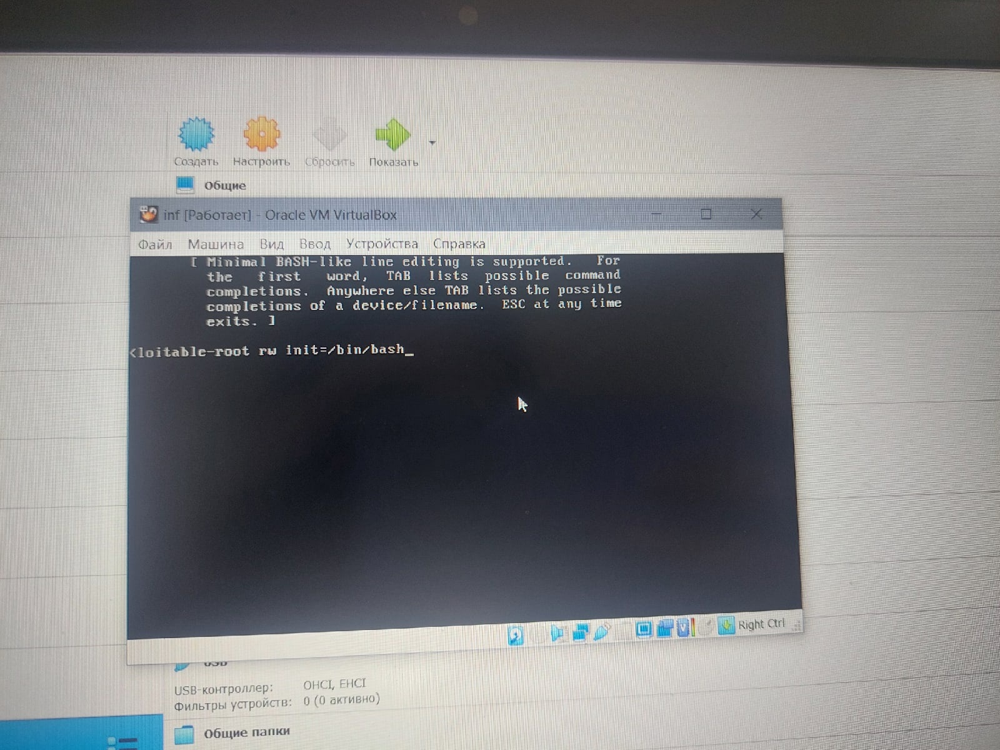 Создать Настроить Сбросить Показать
Общие
inf [Работает] - Oracle VM VirtualBox
Файл Машина Вид Ввод Устройства Справка
[ Minimal BASH-like line editing is supported. For
the first word, TAB lists possible command
completions. Anywhere else TAB lists the possible
completions of a device/filename. ESC at any time
exits. ]
<loitable-root rw init=/bin/bash_
Right Ctrl
USB
USB-контроллер: OHCI, EHCI
Фильтры устройств: 0 (0 активно)
Общие папки